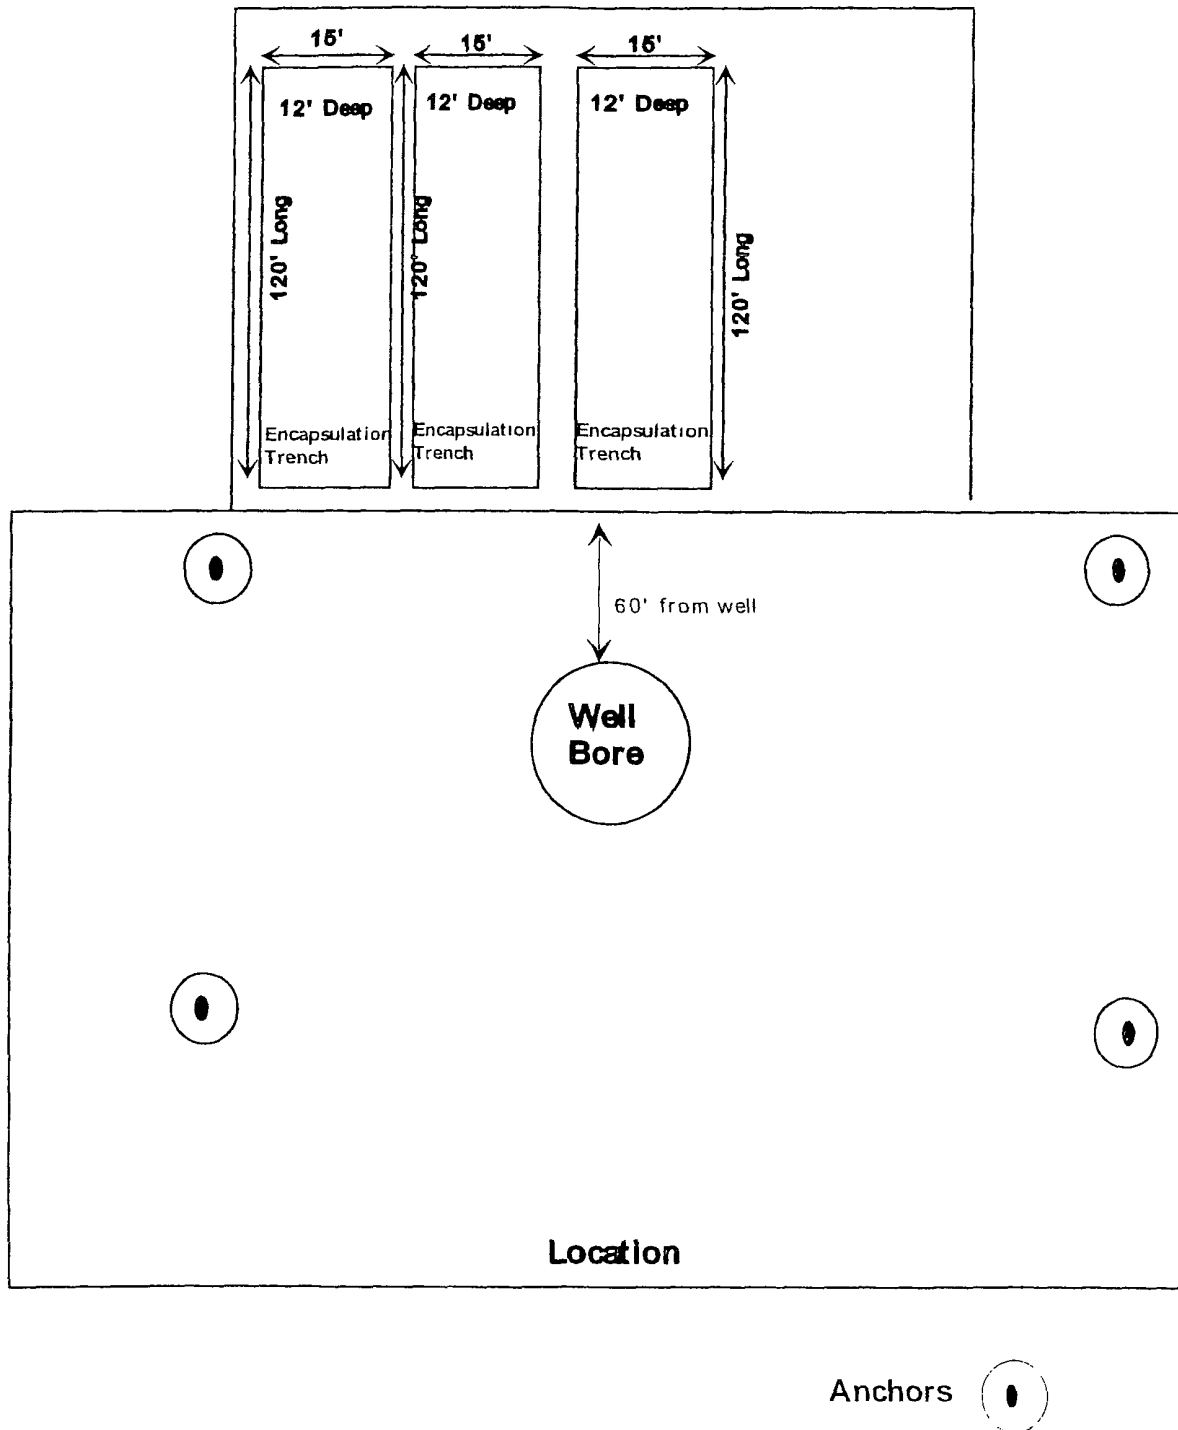 15' 15' 15'
12' Deep 12' Deep 12' Deep
120' Long 120' Long 120' Long
Encapsulation Encapsulation Encapsulation
Trench Trench Trench
60' from well
Well
Bore
Location
Anchors